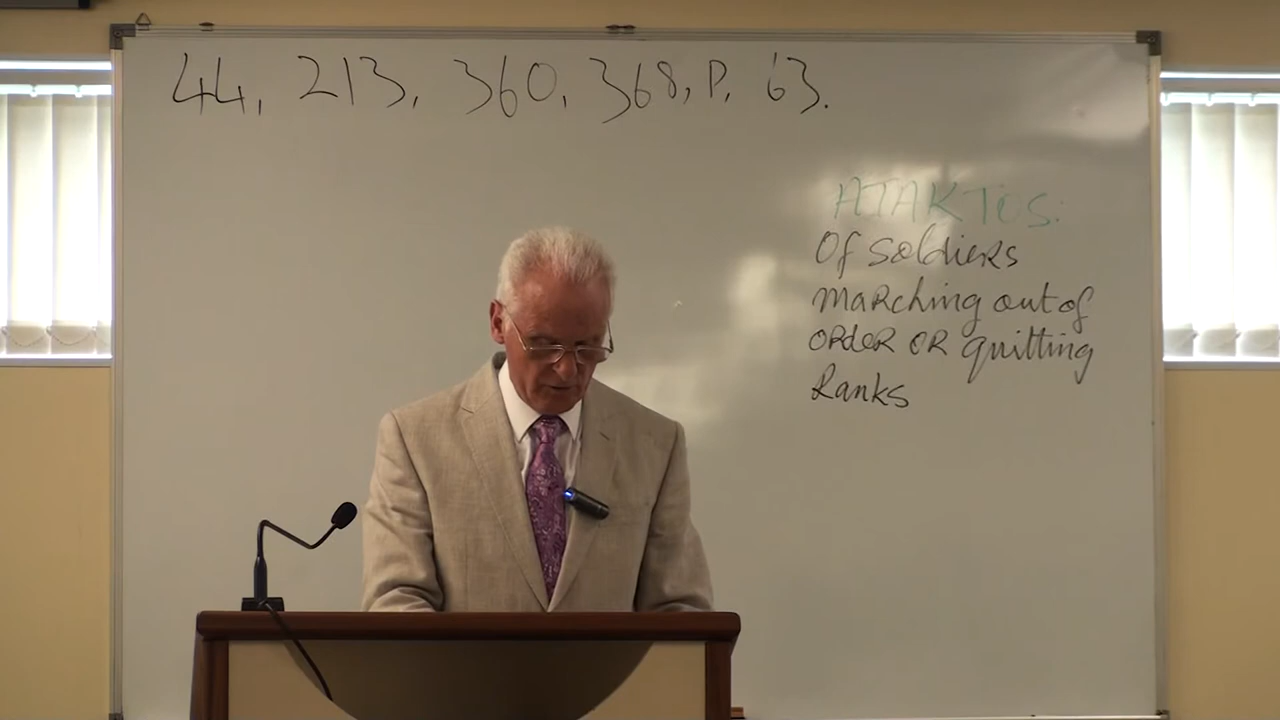 44, 213, 360, 368, P, 63.
ATAKTOS:
Of soldiers
marching out of
order or quitting
Ranks